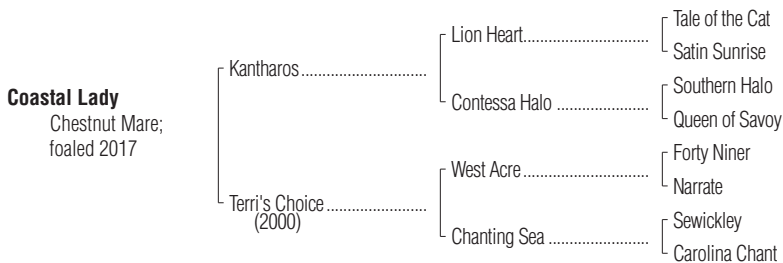 Tale of the Cat
Lion Heart..................................
Satin Sunrise
Kantharos.................................
Southern Halo
Contessa Halo .........................
Queen of Savoy
Coastal Lady
Chestnut Mare;
foaled 2017
Forty Niner
West Acre..................................
Narrate
Terri's Choice ..........................
(2000)
Sewickley
Chanting Sea ...........................
Carolina Chant